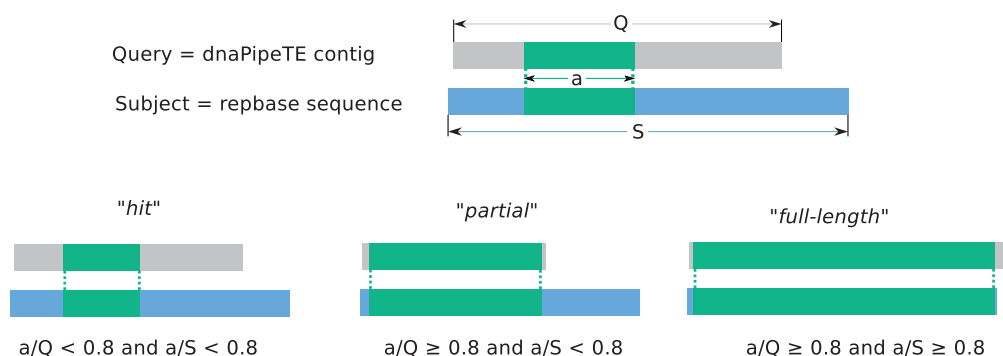 Q
Query = dnaPipeTE contig
a
Subject = repbase sequence
S
"hit"
"partial"
"full-length"
a/Q < 0.8 and a/S < 0.8
a/Q ≥ 0.8 and a/S < 0.8
a/Q ≥ 0.8 and a/S ≥ 0.8